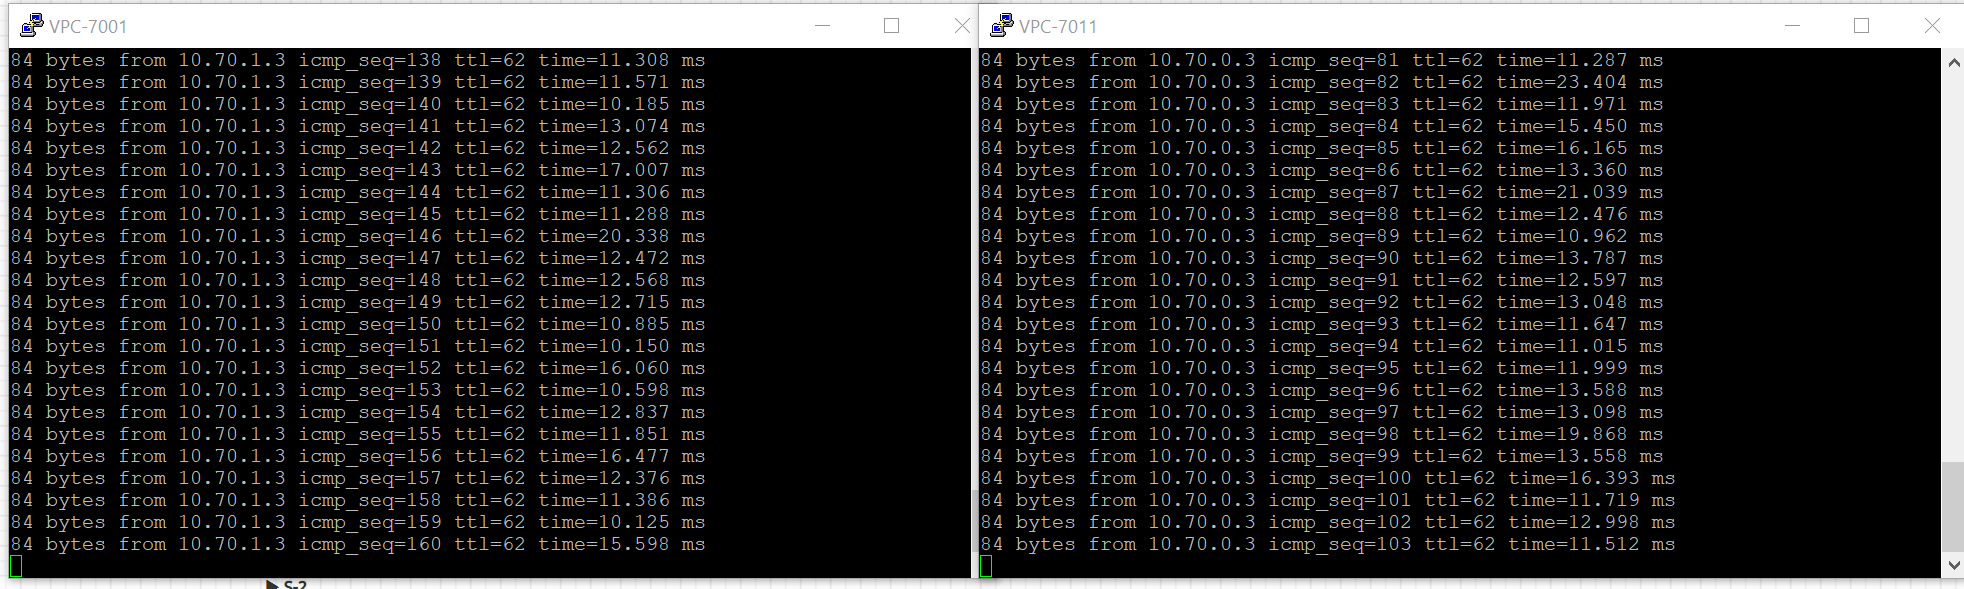 VPC-7001
84 bytes from 10.70.1.3 icmp_seq=138 ttl=62 time=11.308 ms
84 bytes from 10.70.1.3 icmp_seq=139 ttl=62 time=11.571 ms
84 bytes from 10.70.1.3 icmp_seq=140 ttl=62 time=10.185 ms
84 bytes from 10.70.1.3 icmp_seq=141 ttl=62 time=13.074 ms
84 bytes from 10.70.1.3 icmp_seq=142 ttl=62 time=12.562 ms
84 bytes from 10.70.1.3 icmp_seq=143 ttl=62 time=17.007 ms
84 bytes from 10.70.1.3 icmp_seq=144 ttl=62 time=11.306 ms
84 bytes from 10.70.1.3 icmp_seq=145 ttl=62 time=11.288 ms
84 bytes from 10.70.1.3 icmp_seq=146 ttl=62 time=20.338 ms
84 bytes from 10.70.1.3 icmp_seq=147 ttl=62 time=12.472 ms
84 bytes from 10.70.1.3 icmp_seq=148 ttl=62 time=12.568 ms
84 bytes from 10.70.1.3 icmp_seq=149 ttl=62 time=12.715 ms
84 bytes from 10.70.1.3 icmp_seq=150 ttl=62 time=10.885 ms
84 bytes from 10.70.1.3 icmp_seq=151 ttl=62 time=10.150 ms
84 bytes from 10.70.1.3 icmp_seq=152 ttl=62 time=16.060 ms
84 bytes from 10.70.1.3 icmp_seq=153 ttl=62 time=10.598 ms
84 bytes from 10.70.1.3 icmp_seq=154 ttl=62 time=12.837 ms
84 bytes from 10.70.1.3 icmp_seq=155 ttl=62 time=11.851 ms
84 bytes from 10.70.1.3 icmp_seq=156 ttl=62 time=16.477 ms
84 bytes from 10.70.1.3 icmp_seq=157 ttl=62 time=12.376 ms
84 bytes from 10.70.1.3 icmp_seq=158 ttl=62 time=11.386 ms
84 bytes from 10.70.1.3 icmp_seq=159 ttl=62 time=10.125 ms
84 bytes from 10.70.1.3 icmp_seq=160 ttl=62 time=15.598 ms
VPC-7011
84 bytes from 10.70.0.3 icmp_seq=81 ttl=62 time=11.287 ms
84 bytes from 10.70.0.3 icmp_seq=82 ttl=62 time=23.404 ms
84 bytes from 10.70.0.3 icmp_seq=83 ttl=62 time=11.971 ms
84 bytes from 10.70.0.3 icmp_seq=84 ttl=62 time=15.450 ms
84 bytes from 10.70.0.3 icmp_seq=85 ttl=62 time=16.165 ms
84 bytes from 10.70.0.3 icmp_seq=86 ttl=62 time=13.360 ms
84 bytes from 10.70.0.3 icmp_seq=87 ttl=62 time=21.039 ms
84 bytes from 10.70.0.3 icmp_seq=88 ttl=62 time=12.476 ms
84 bytes from 10.70.0.3 icmp_seq=89 ttl=62 time=10.962 ms
84 bytes from 10.70.0.3 icmp_seq=90 ttl=62 time=13.787 ms
84 bytes from 10.70.0.3 icmp_seq=91 ttl=62 time=12.597 ms
84 bytes from 10.70.0.3 icmp_seq=92 ttl=62 time=13.048 ms
84 bytes from 10.70.0.3 icmp_seq=93 ttl=62 time=11.647 ms
84 bytes from 10.70.0.3 icmp_seq=94 ttl=62 time=11.015 ms
84 bytes from 10.70.0.3 icmp_seq=95 ttl=62 time=11.999 ms
84 bytes from 10.70.0.3 icmp_seq=96 ttl=62 time=13.588 ms
84 bytes from 10.70.0.3 icmp_seq=97 ttl=62 time=13.098 ms
84 bytes from 10.70.0.3 icmp_seq=98 ttl=62 time=19.868 ms
84 bytes from 10.70.0.3 icmp_seq=99 ttl=62 time=13.558 ms
84 bytes from 10.70.0.3 icmp_seq=100 ttl=62 time=16.393 ms
84 bytes from 10.70.0.3 icmp_seq=101 ttl=62 time=11.719 ms
84 bytes from 10.70.0.3 icmp_seq=102 ttl=62 time=12.998 ms
84 bytes from 10.70.0.3 icmp_seq=103 ttl=62 time=11.512 ms
S-2